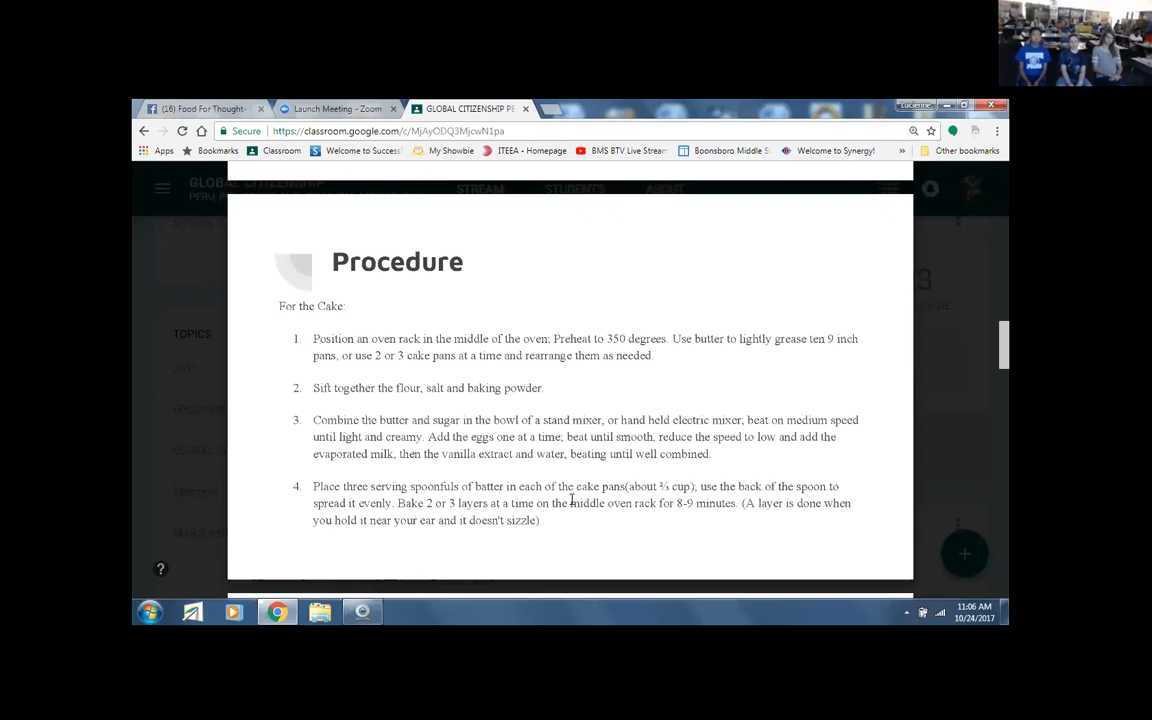 (16) Food For Thought-
Launch Meeting - Zoom
GLOBAL CITIZENSHIP PE
Lucienne
Secure
https://classroom.google.com/c/MjAyODQ3MjcwN1pa
Apps
Bookmarks
Classroom
Welcome to Success!
My Showbie
ITEEA - Homepage
BMS BTV Live Stream
Boonsboro Middle S
Welcome to Synergy!
»
Other bookmarks
GLOBAL CITIZENSHIP
STREAM
STUDENTS
ABOUT
TOPICS
Procedure
For the Cake:
1. Position an oven rack in the middle of the oven; Preheat to 350 degrees. Use butter to lightly grease ten 9 inch
pans, or use 2 or 3 cake pans at a time and rearrange them as needed.
2. Sift together the flour, salt and baking powder.
3. Combine the butter and sugar in the bowl of a stand mixer, or hand held electric mixer, beat on medium speed
until light and creamy. Add the eggs one at a time; beat until smooth, reduce the speed to low and add the
evaporated milk, then the vanilla extract and water, beating until well combined.
4. Place three serving spoonfuls of batter in each of the cake pans(about ⅔ cup); use the back of the spoon to
spread it evenly. Bake 2 or 3 layers at a time on the middle oven rack for 8-9 minutes. (A layer is done when
you hold it near your ear and it doesn't sizzle)
11:06 AM
10/24/2017